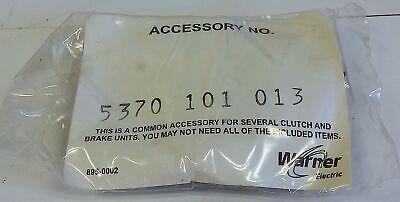 ACCESSORY NO.
5370 101 013
THIS IS A COMMON ACCESSORY FOR SEVERAL CLUTCH AND
BRAKE UNITS. YOU MAY NOT NEED ALL OF THE INCLUDED ITEMS.
Warner
Electric